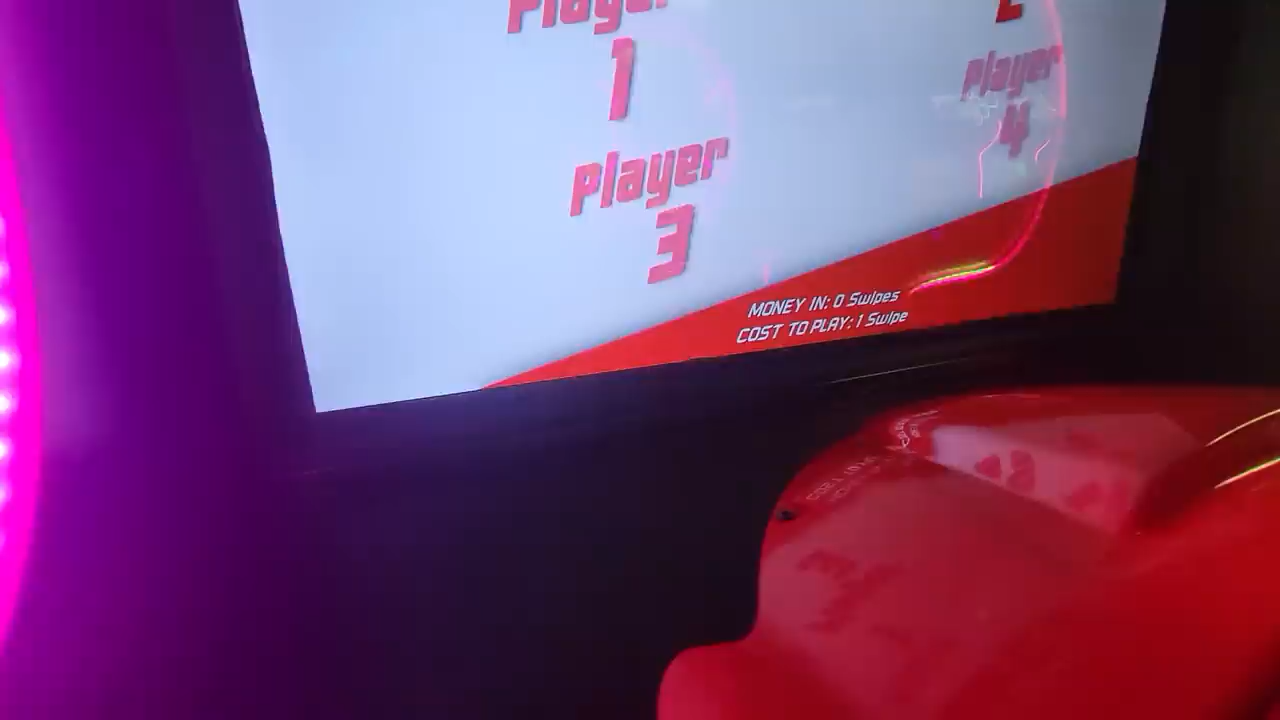 Player
1
2
Player
3
Player
4
MONEY IN: 0 Swipes
COST TO PLAY: 1 Swipe